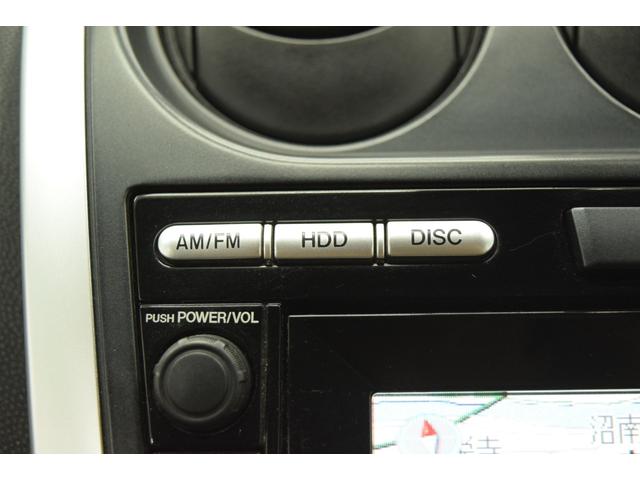 AM/FM HDD DISC
PUSH POWER/VOL
沼南